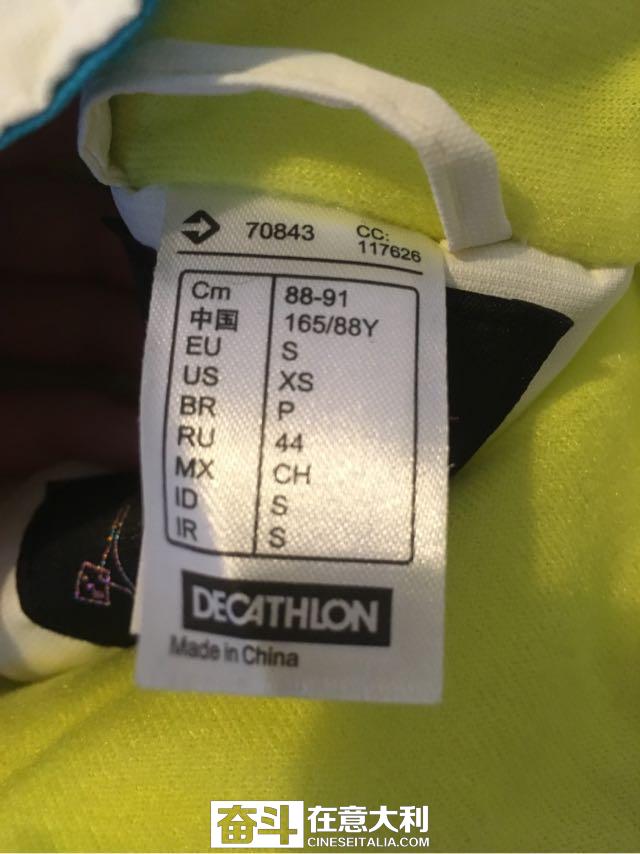 70843 CC:
117626
Cm 88-91
中国 165/88Y
EU S
US XS
BR P
RU 44
MX CH
ID S
IR S
DECATHLON
Made in China
奋斗在意大利
CINESEITALIA.COM